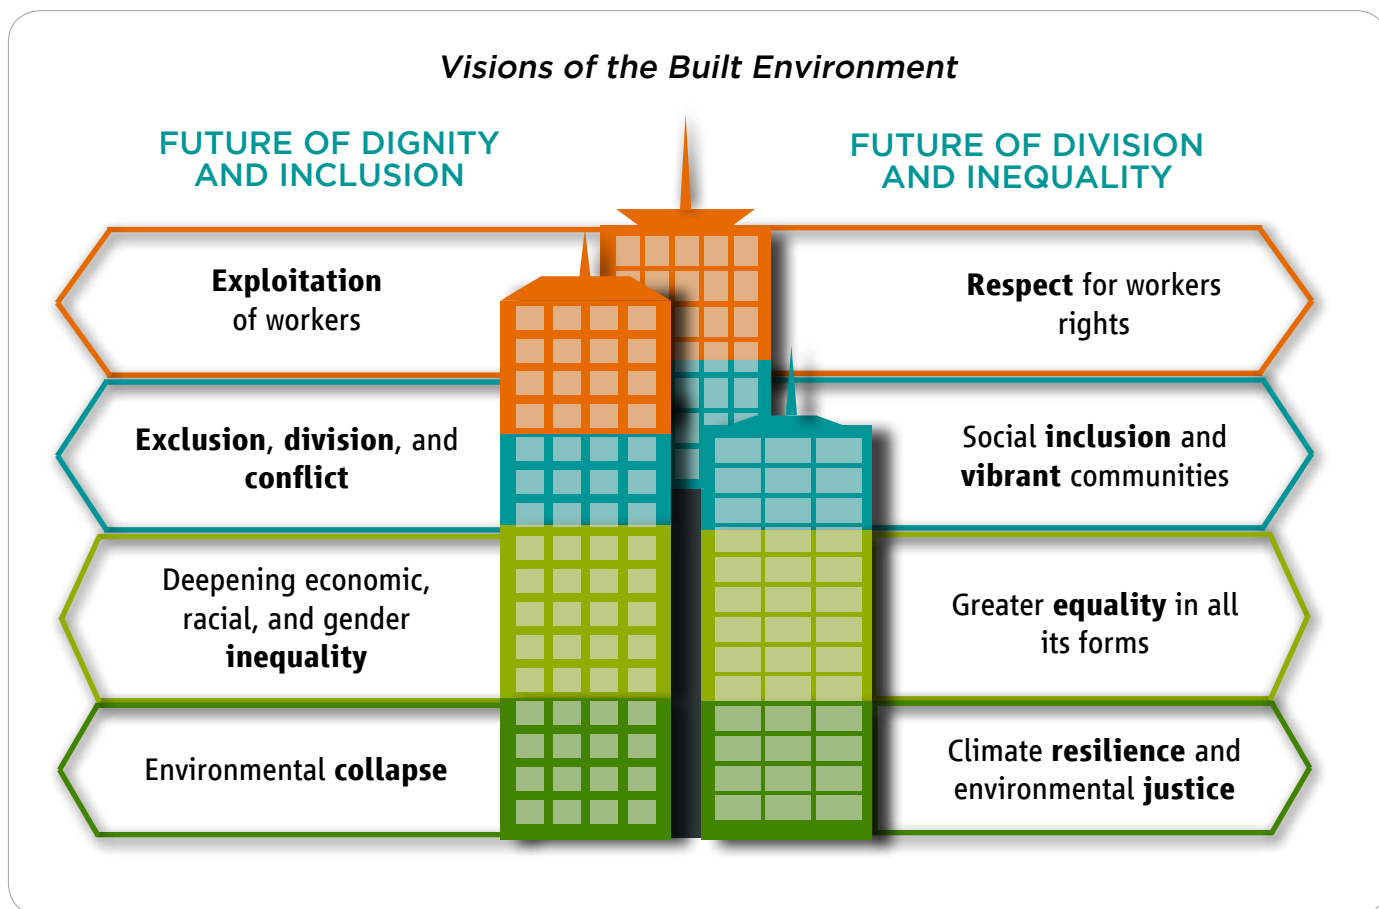 Visions of the Built Environment
FUTURE OF DIGNITY
AND INCLUSION
Exploitation
of workers
Exclusion, division, and
conflict
Deepening economic,
racial, and gender
inequality
Environmental collapse
FUTURE OF DIVISION
AND INEQUALITY
Respect for workers
rights
Social inclusion and
vibrant communities
Greater equality in all
its forms
Climate resilience and
environmental justice